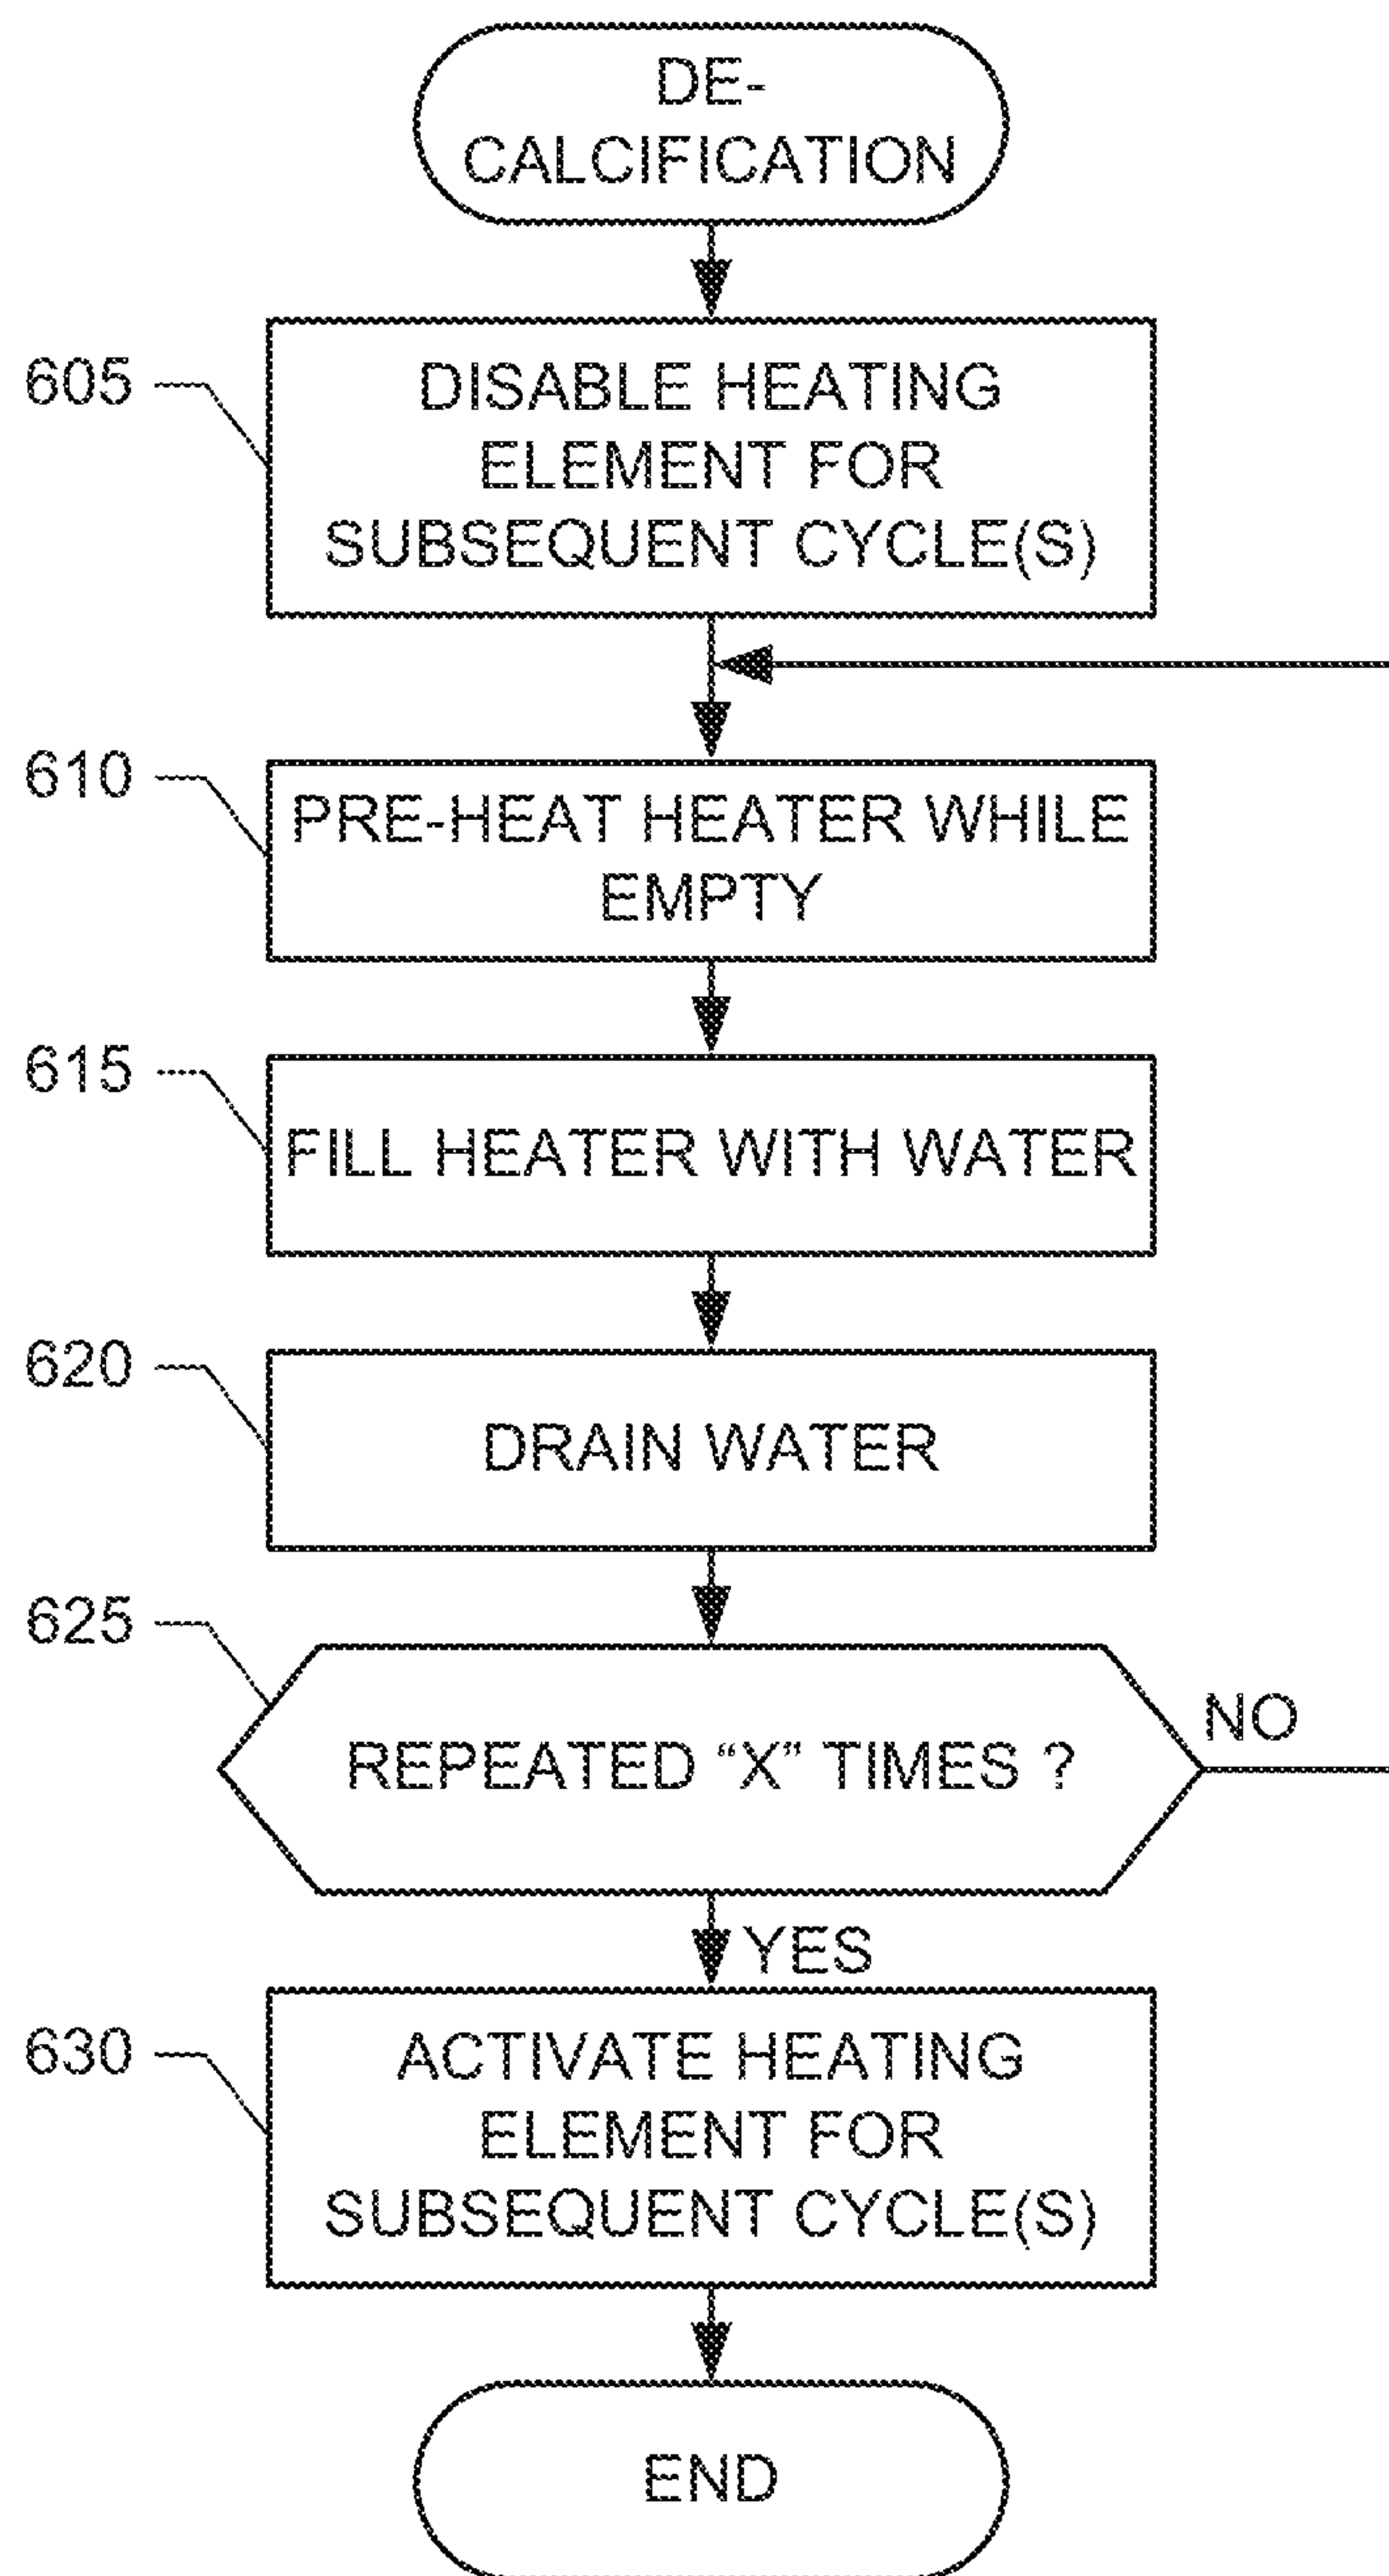 DE-
CALCIFICATION
605
DISABLE HEATING
ELEMENT FOR
SUBSEQUENT CYCLE(S)
610
PRE-HEAT HEATER WHILE
EMPTY
615
FILL HEATER WITH WATER
620
DRAIN WATER
625
REPEATED “X” TIMES ?
NO
YES
630
ACTIVATE HEATING
ELEMENT FOR
SUBSEQUENT CYCLE(S)
END